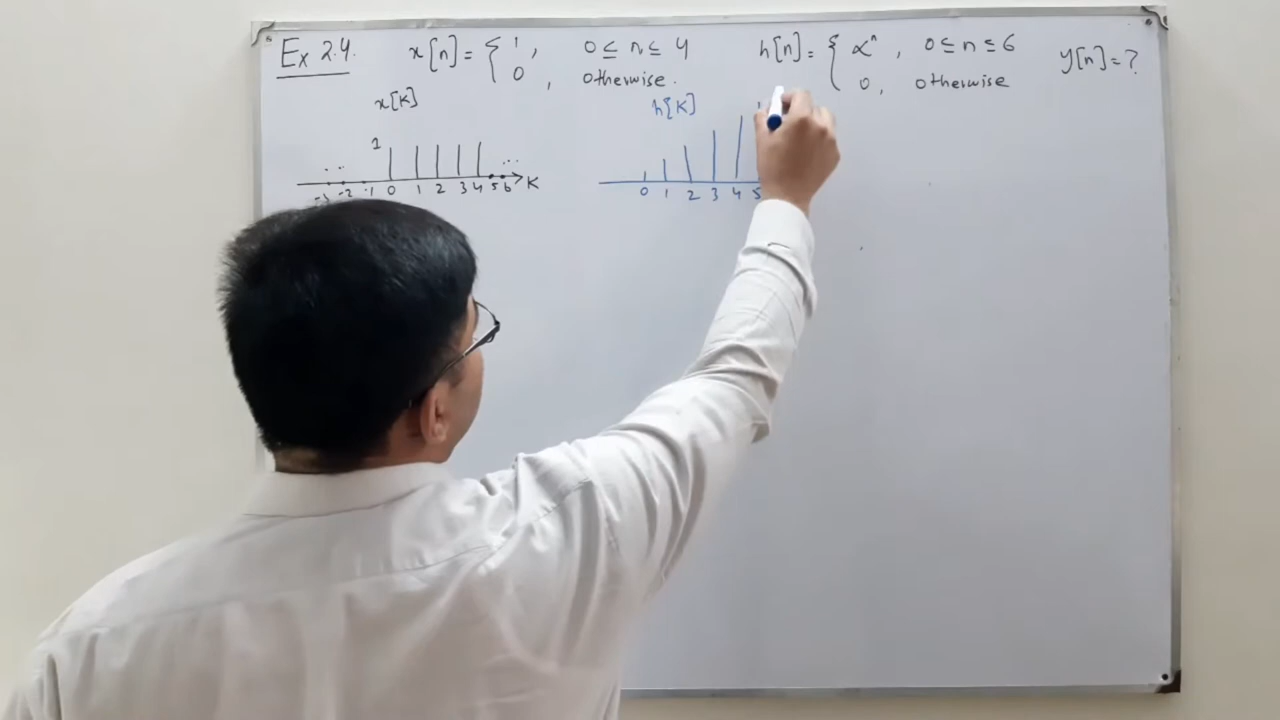 Ex 2.4. x[n] = { 1, 0 ≤ n ≤ 4 h[n] = { α^n, 0 ≤ n ≤ 6 y[n] = ?
0, otherwise. 0, otherwise
x[K] h[K]
1
-2 -1 0 1 2 3 4 5 6 K 0 1 2 3 4 5